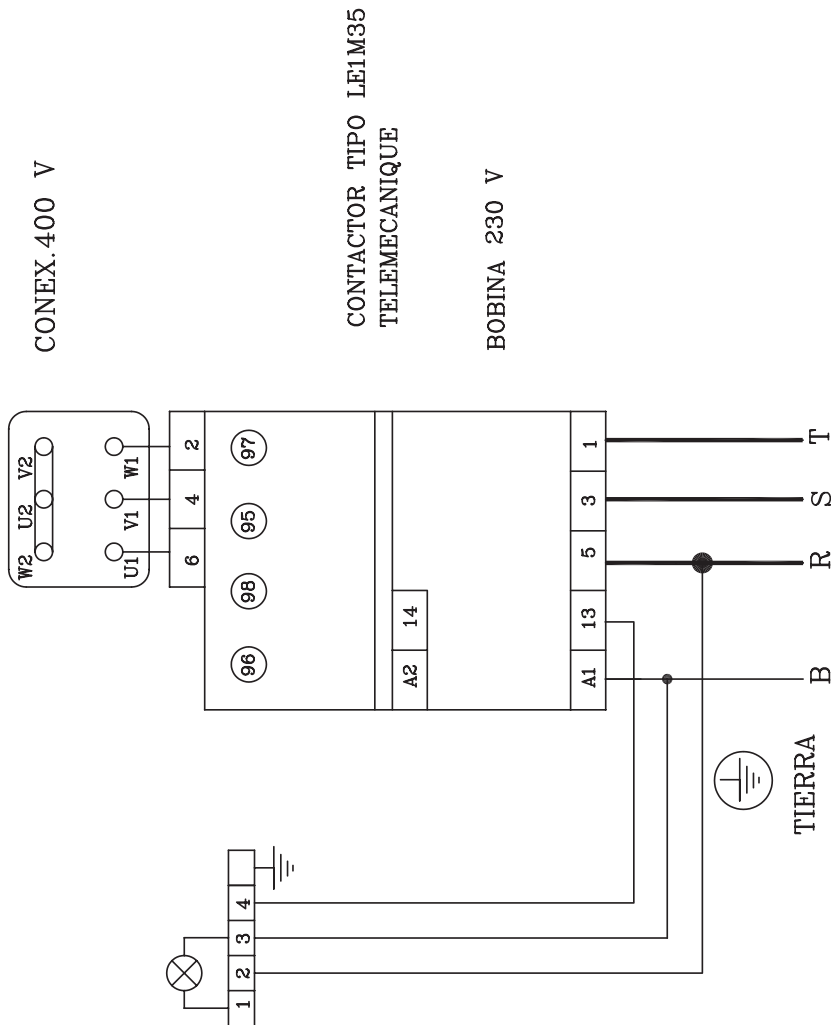 W2 U2 V2
CONEX.400 V
U1 V1 W1
6 4 2
1 2 3 4
96 98 95 97
CONTACTOR TIPO LE1M35
TELEMECANIQUE
A2 14
BOBINA 230 V
A1 13 5 3 1
TIERRA
B R S T